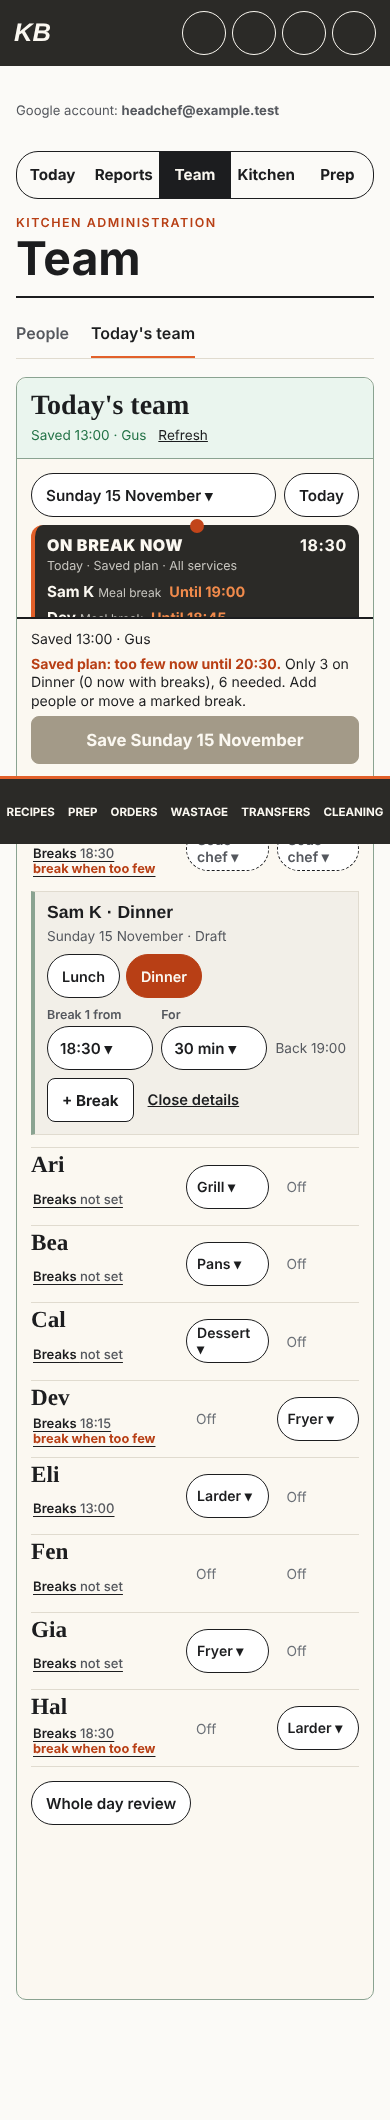 KB
Google account: headchef@example.test
Today Reports Team Kitchen Prep
KITCHEN ADMINISTRATION
Team
People Today's team
Today's team
Saved 13:00 · Gus Refresh
Sunday 15 November ▾ Today
ON BREAK NOW 18:30
Today · Saved plan · All services
Sam K Meal break Until 19:00
Dev Meal break Until 18:45
Saved 13:00 · Gus
Saved plan: too few now until 20:30. Only 3 on
Dinner (0 now with breaks), 6 needed. Add
people or move a marked break.
Save Sunday 15 November
RECIPES PREP ORDERS WASTAGE TRANSFERS CLEANING
Breaks 18:30
break when too few
chef ▾ chef ▾
Sam K · Dinner
Sunday 15 November · Draft
Lunch Dinner
Break 1 from For
18:30 ▾ 30 min ▾ Back 19:00
+ Break Close details
Ari
Breaks not set
Grill ▾ Off
Bea
Breaks not set
Pans ▾ Off
Cal
Breaks not set
Dessert
▾
Off
Dev
Breaks 18:15
break when too few
Off Fryer ▾
Eli
Breaks 13:00
Larder ▾ Off
Fen
Breaks not set
Off Off
Gia
Breaks not set
Fryer ▾ Off
Hal
Breaks 18:30
break when too few
Off Larder ▾
Whole day review